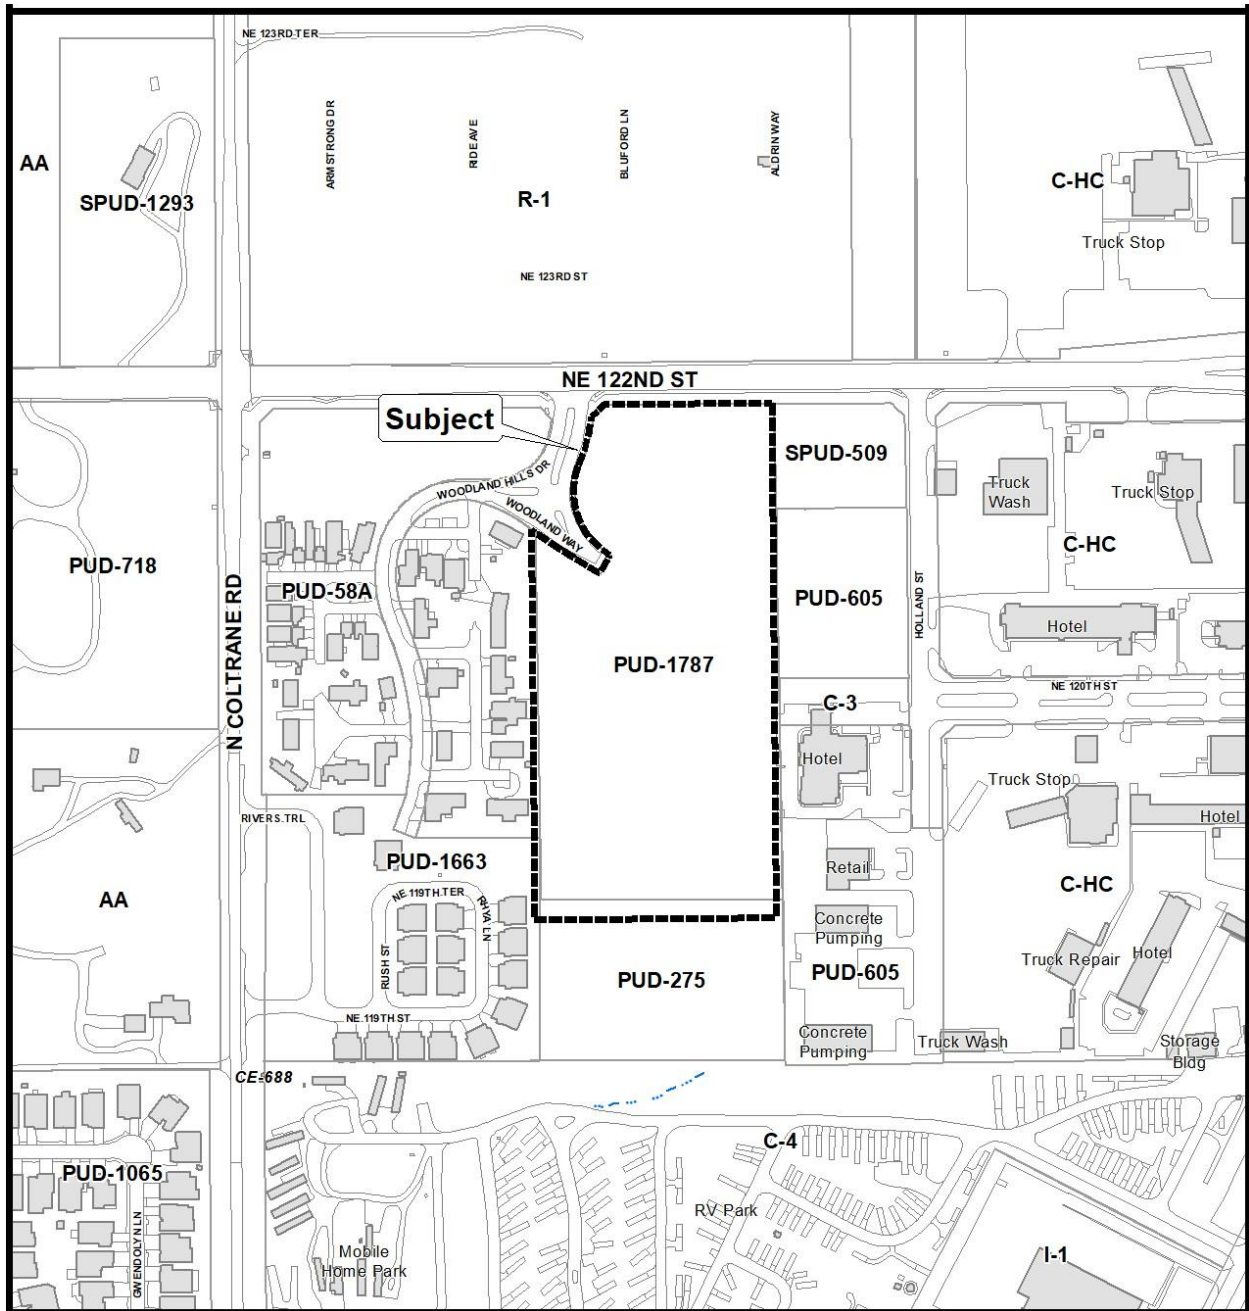 NE 123RD TER
ARMSTRONG DR
RIDE AVE
BLUFORD LN
ALDRIN WAY
AA
SPUD-1293
R-1
C-HC
Truck Stop
NE 123RD ST
NE 122ND ST
Subject
SPUD-509
WOODLAND HILLS DR
WOODLAND WAY
Truck
Wash
Truck Stop
C-HC
PUD-718
PUD-58A
PUD-605
HOLLAND ST
Hotel
N COLTRANE RD
PUD-1787
NE 120TH ST
C-3
Hotel
Truck Stop
RIVERS TRL
Hotel
PUD-1663
Retail
C-HC
AA
NE 119TH TER
RHYA LN
RUSH ST
Concrete
Pumping
Truck Repair
Hotel
PUD-275
PUD-605
NE 119TH ST
Concrete
Pumping
Truck Wash
Storage
Bldg
CE-688
C-4
PUD-1065
GWENDOLYN LN
RV Park
Mobile
Home Park
I-1